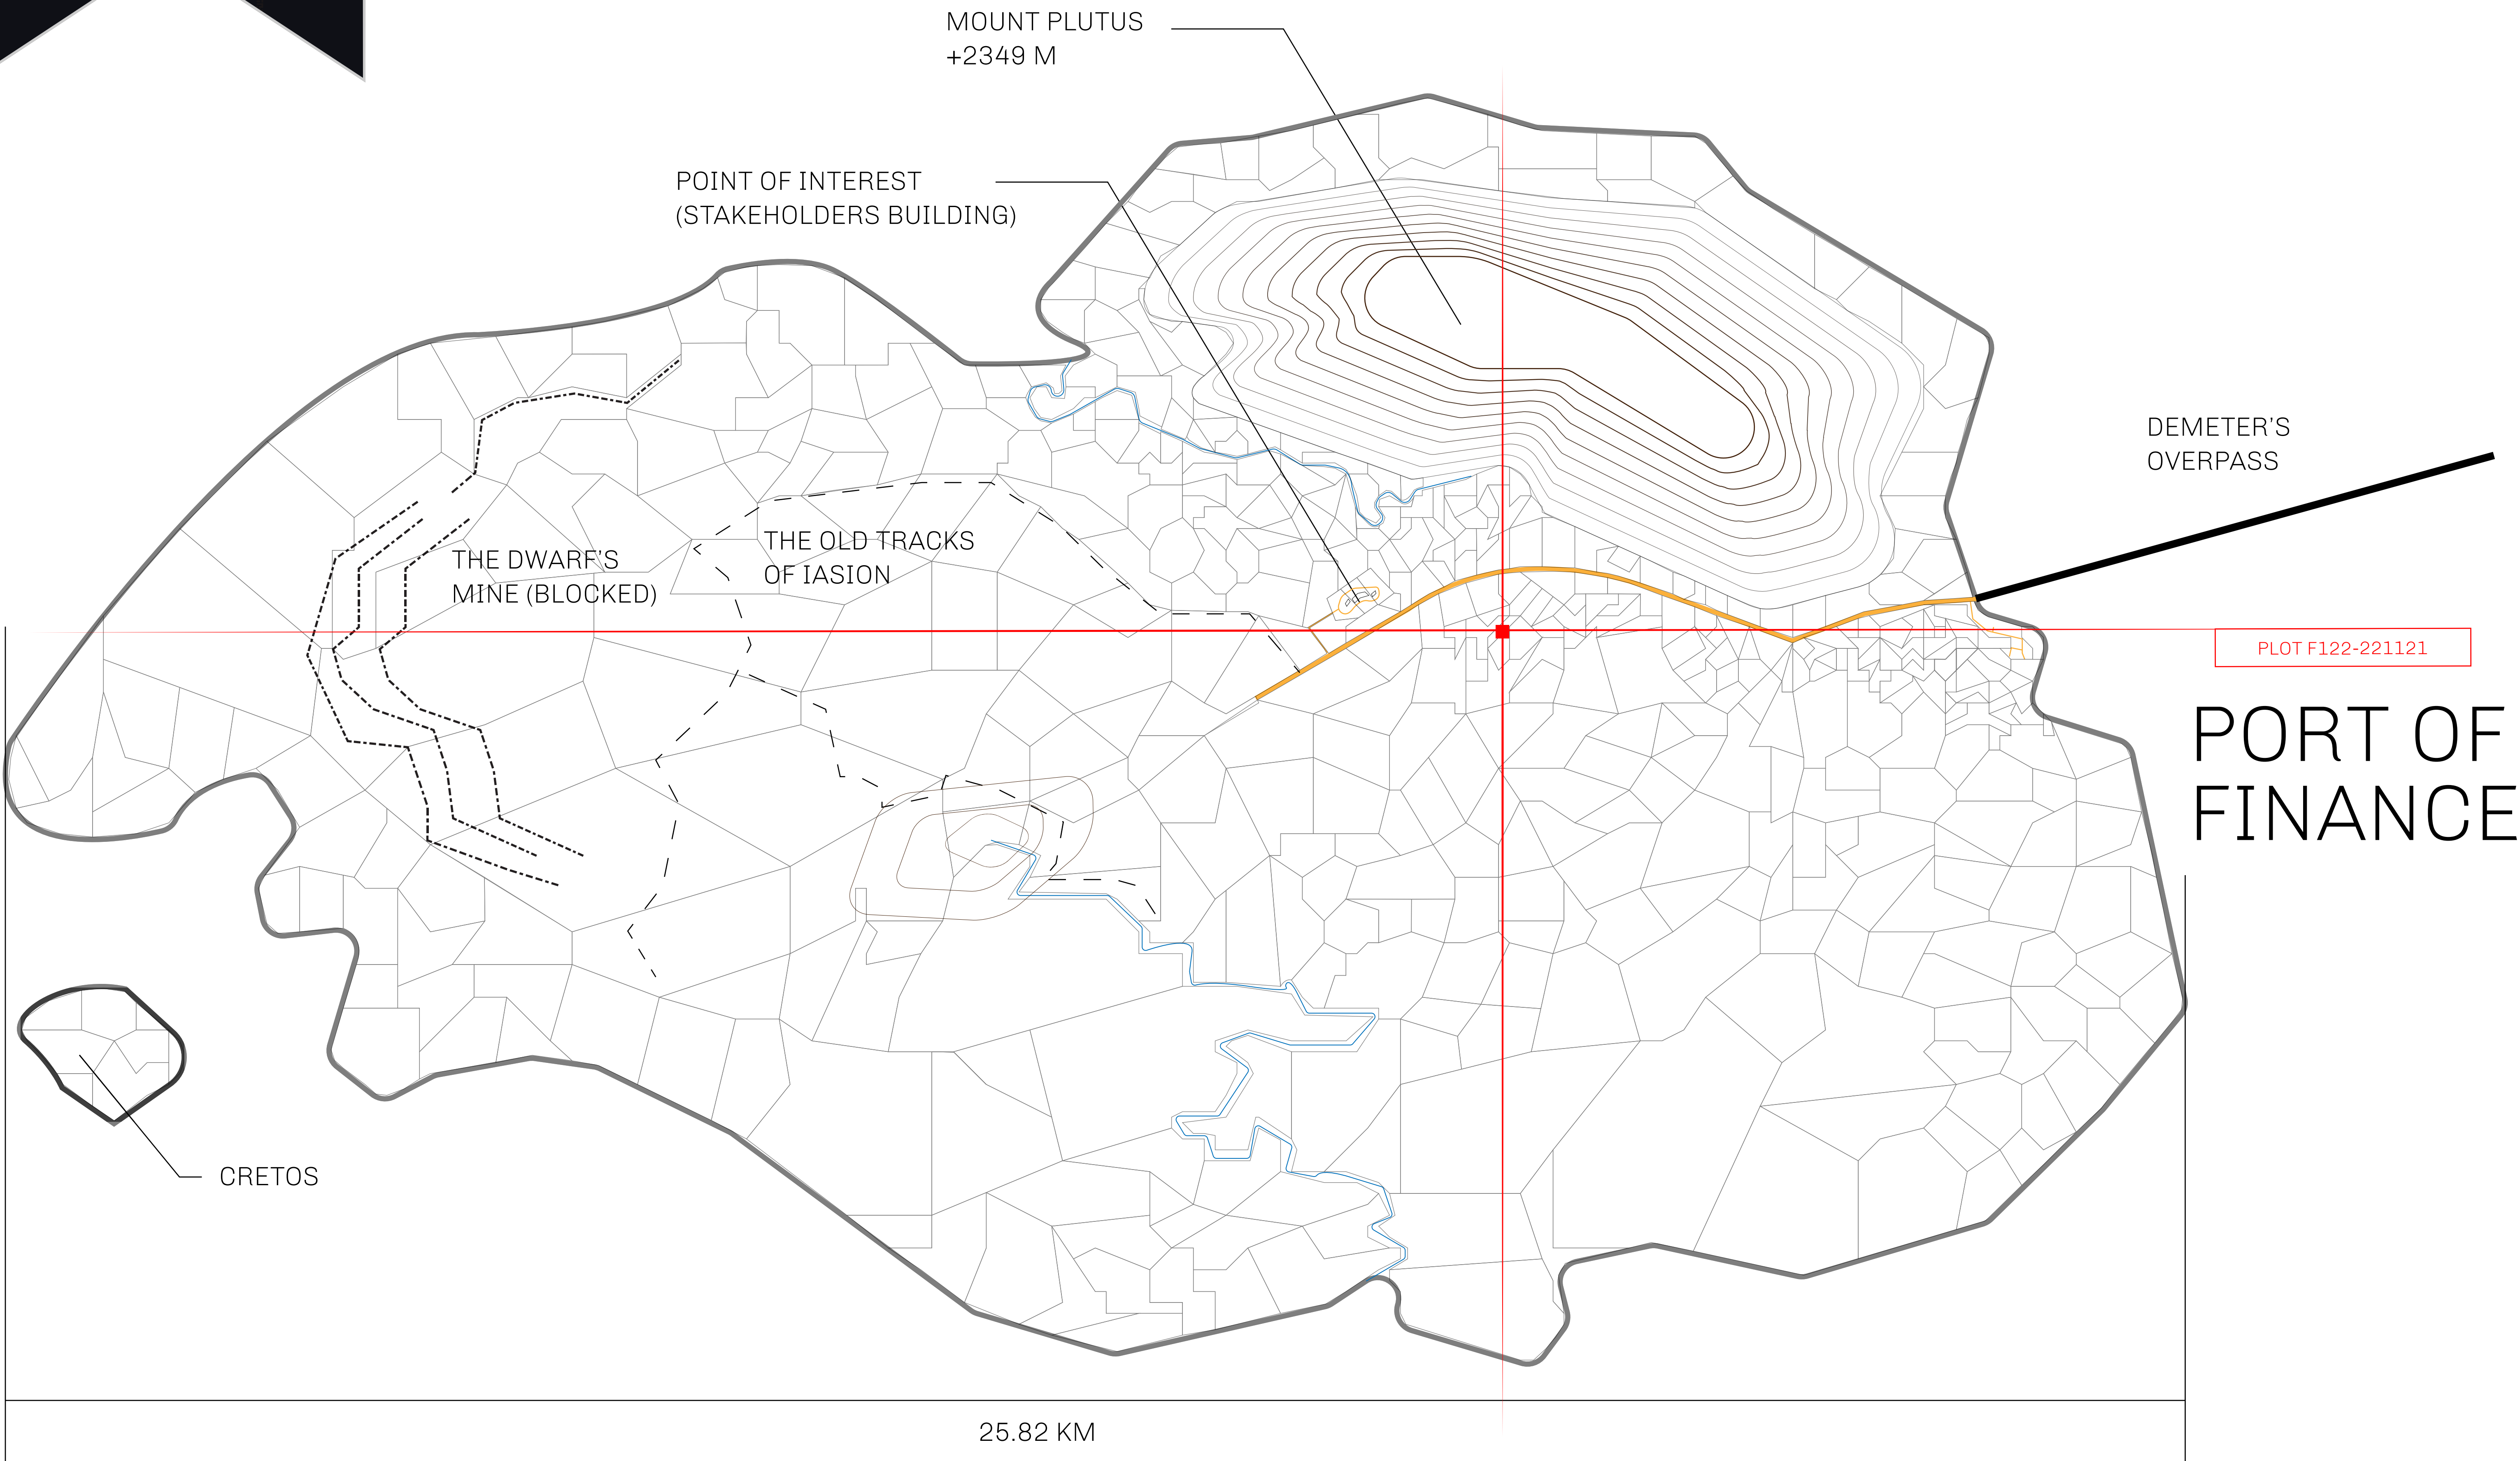 MOUNT PLUTUS
+2349 M
POINT OF INTEREST
(STAKEHOLDERS BUILDING)
DEMETER'S
OVERPASS
THE OLD TRACKS
OF IASION
THE DWARF'S
MINE (BLOCKED)
PLOT F122-221121
PORT OF
FINANCE
CRETOS
25.82 KM